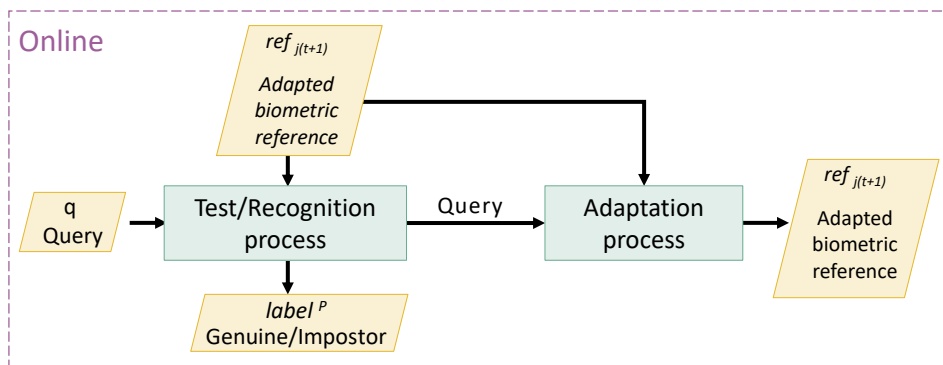 Online
ref j(t+1)
Adapted
biometric
reference
q
Query
Test/Recognition
process
Query
Adaptation
process
ref j(t+1)
Adapted
biometric
reference
label P
Genuine/Impostor